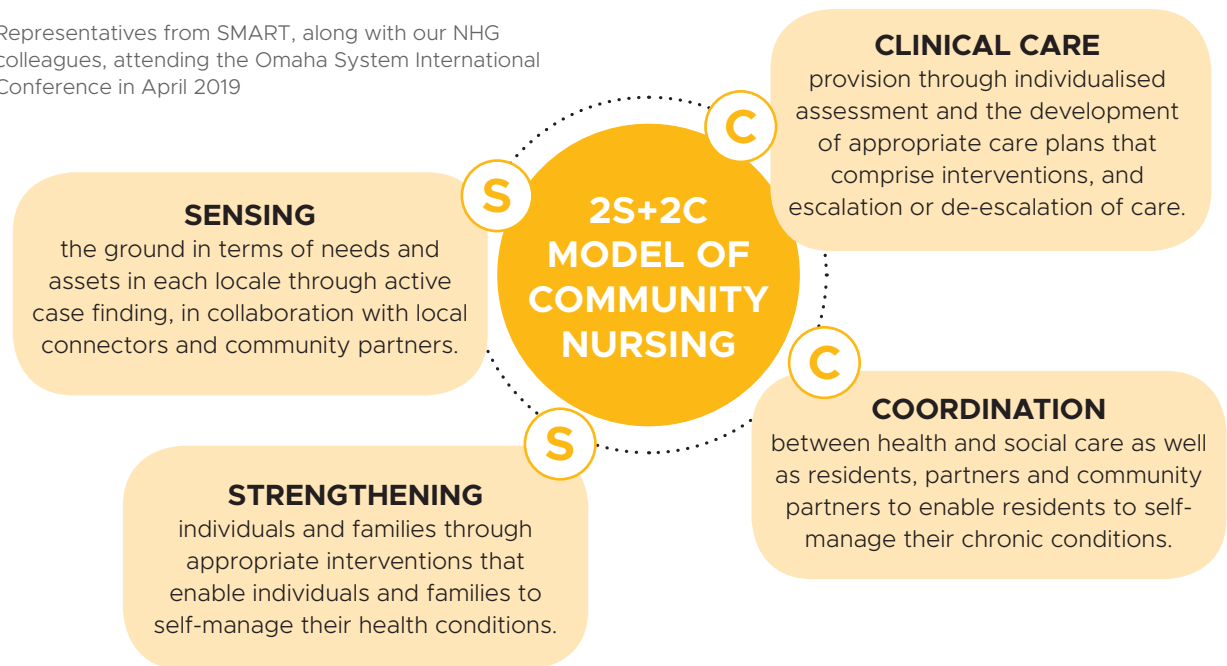 Representatives from SMART, along with our NHG
colleagues, attending the Omaha System International
Conference in April 2019
2S+2C
MODEL OF
COMMUNITY
NURSING
S
SENSING
the ground in terms of needs and
assets in each locale through active
case finding, in collaboration with local
connectors and community partners.
S
STRENGTHENING
individuals and families through
appropriate interventions that
enable individuals and families to
self-manage their health conditions.
C
CLINICAL CARE
provision through individualised
assessment and the development
of appropriate care plans that
comprise interventions, and
escalation or de-escalation of care.
C
COORDINATION
between health and social care as well
as residents, partners and community
partners to enable residents to self-
manage their chronic conditions.